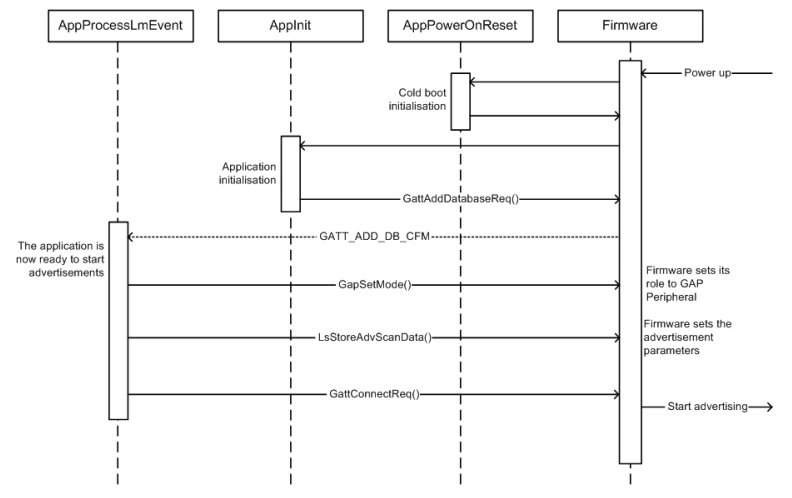 AppProcessLmEvent
AppInit
AppPowerOnReset
Firmware
Power up
Cold boot
initialisation
Application
initialisation
GattAddDatabaseReq()
GATT_ADD_DB_CFM
The application is
now ready to start
advertisements
GapSetMode()
Firmware sets its
role to GAP
Peripheral
LsStoreAdvScanData()
Firmware sets the
advertisement
parameters
GattConnectReq()
Start advertising